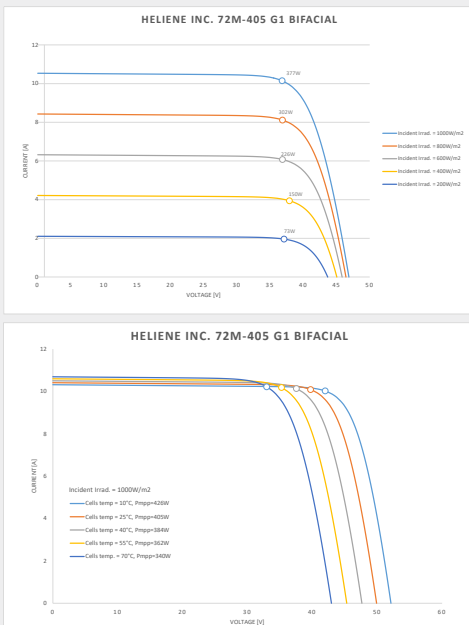 HELIENE INC. 72M-405 G1 BIFACIAL
12
10
8
6
4
2
0
CURRENT [A]
377W
302W
226W
150W
73W
0 5 10 15 20 25 30 35 40 45 50
VOLTAGE [V]
Incident Irrad. = 1000W/m2
Incident Irrad. = 800W/m2
Incident Irrad. = 600W/m2
Incident Irrad. = 400W/m2
Incident Irrad. = 200W/m2
HELIENE INC. 72M-405 G1 BIFACIAL
12
10
8
6
4
2
0
CURRENT [A]
Incident Irrad. = 1000W/m2
Cells temp = 10°C, Pmpp=426W
Cells temp = 25°C, Pmpp=405W
Cells temp = 40°C, Pmpp=384W
Cells temp = 55°C, Pmpp=362W
Cells temp. = 70°C, Pmpp=340W
0 10 20 30 40 50 60
VOLTAGE [V]